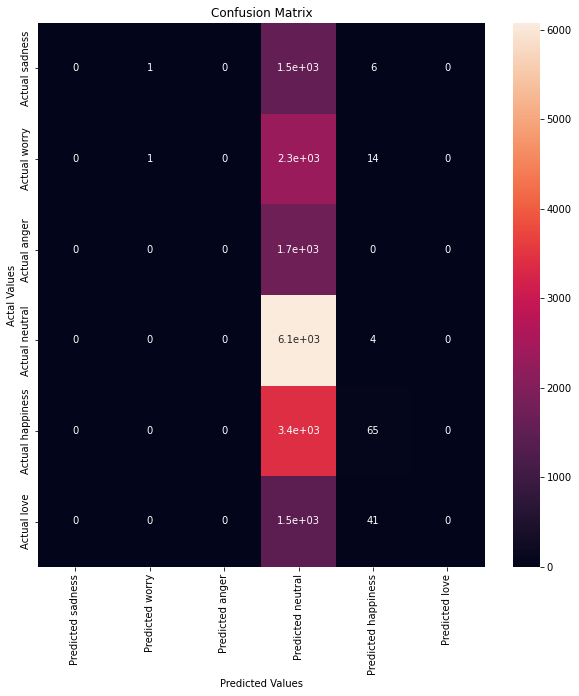 Confusion Matrix
Actual sadness 0 1 0 1.5e+03 6 0
Actual worry 0 1 0 2.3e+03 14 0
Actual anger 0 0 0 1.7e+03 0 0
Actual neutral 0 0 0 6.1e+03 4 0
Actual happiness 0 0 0 3.4e+03 65 0
Actual love 0 0 0 1.5e+03 41 0
Actal Values
Predicted sadness
Predicted worry
Predicted anger
Predicted neutral
Predicted happiness
Predicted love
Predicted Values
6000
5000
4000
3000
2000
1000
0